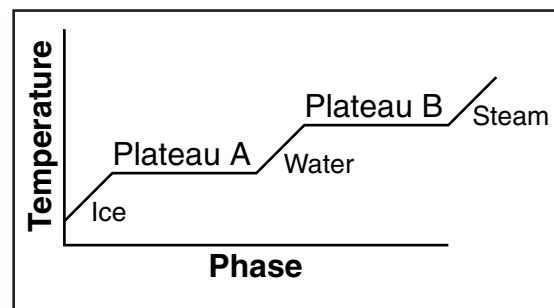 Temperature
Plateau B
Steam
Plateau A
Water
Ice
Phase